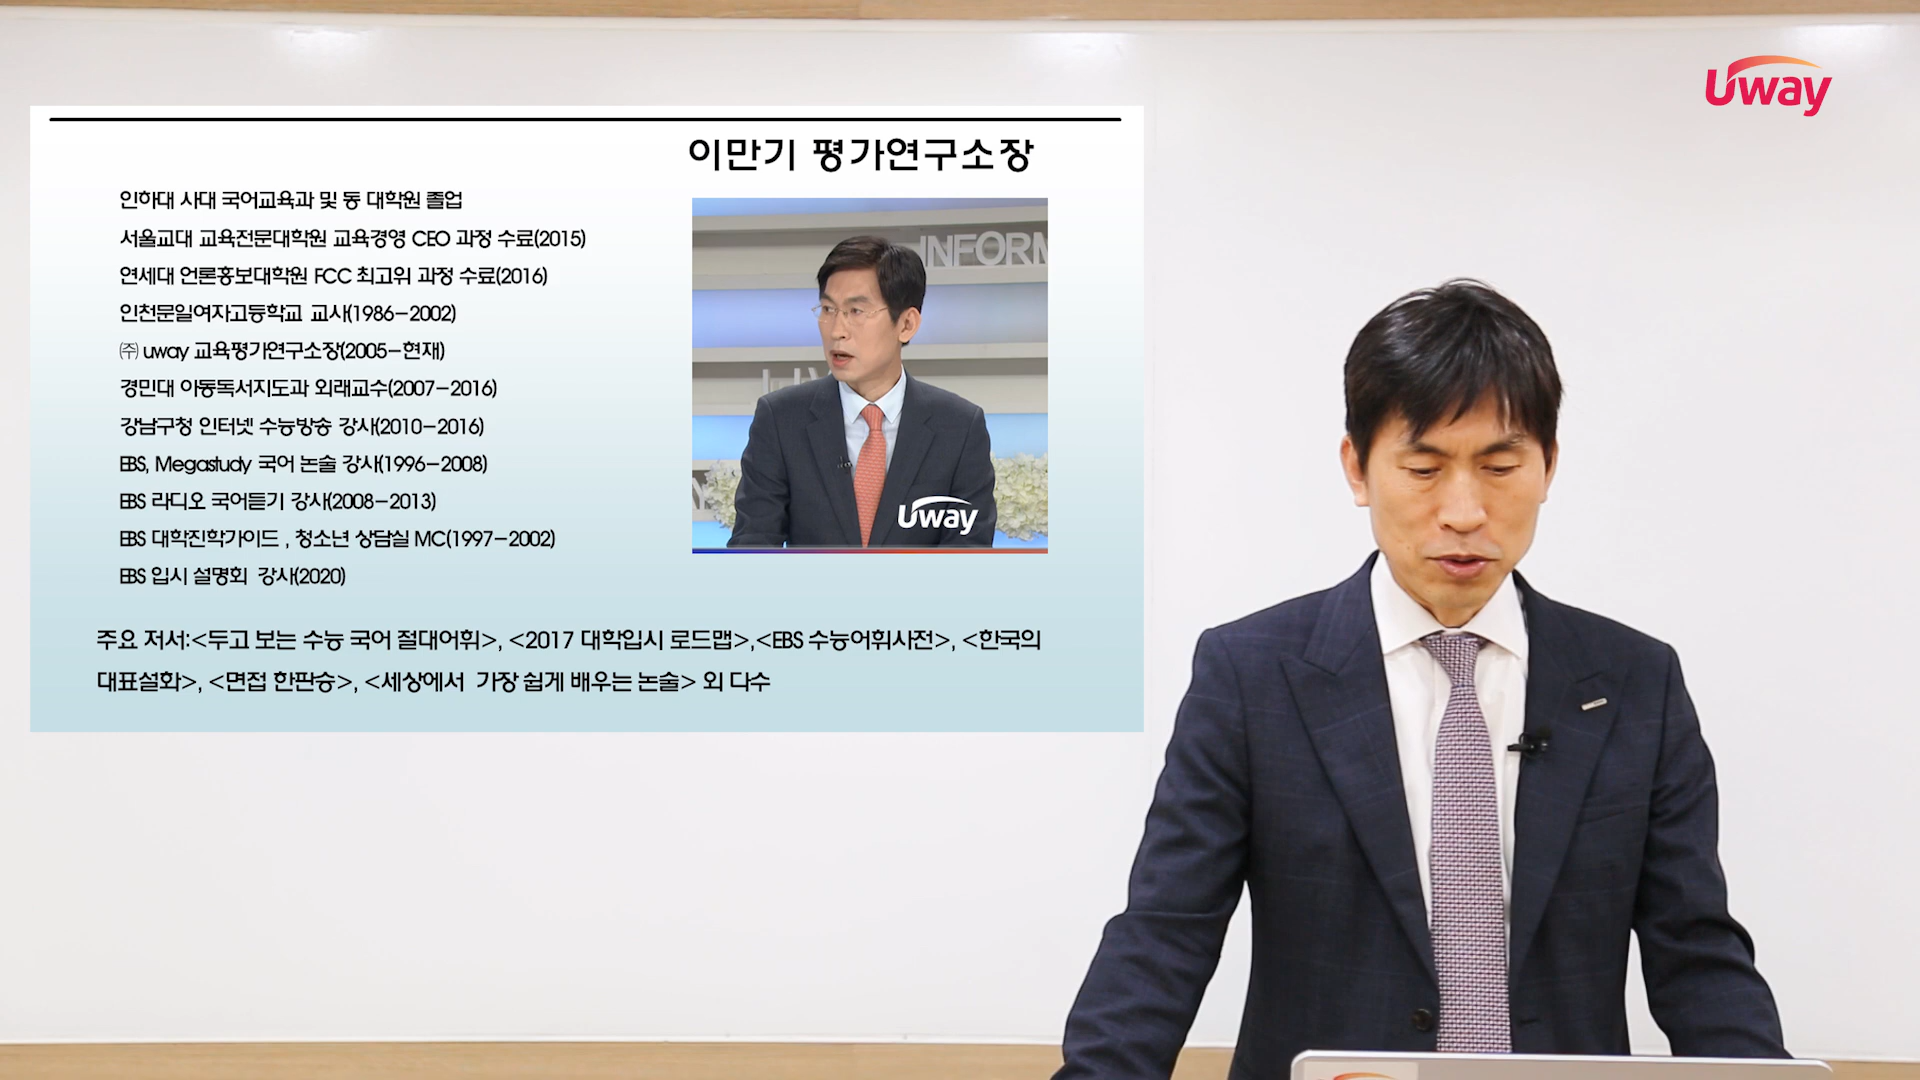 Uway
이만기 평가연구소장
인하대 사대 국어교육과 및 동 대학원 졸업
서울교대 교육전문대학원 교육경영 CEO 과정 수료(2015)
연세대 언론홍보대학원 FCC 최고위 과정 수료(2016)
인천문일여자고등학교 교사(1986-2002)
㈜ uway 교육평가연구소장(2005-현재)
경민대 아동독서지도과 외래교수(2007-2016)
강남구청 인터넷 수능방송 강사(2010-2016)
EBS, Megastudy 국어 논술 강사(1996-2008)
EBS 라디오 국어듣기 강사(2008-2013)
EBS 대학진학가이드 , 청소년 상담실 MC(1997-2002)
EBS 입시 설명회 강사(2020)
INFORM
Uway
주요 저서:<두고 보는 수능 국어 절대어휘>, <2017 대학입시 로드맵>,<EBS 수능어휘사전>, <한국의
대표설화>, <면접 한판승>, <세상에서 가장 쉽게 배우는 논술> 외 다수